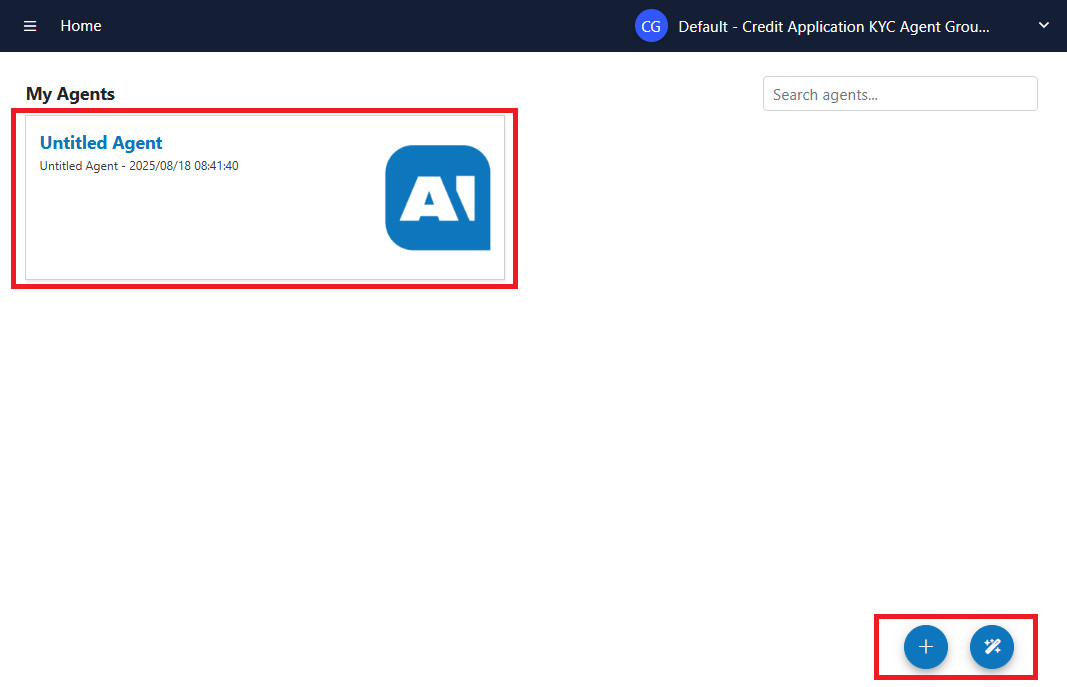 Home
CG
Default - Credit Application KYC Agent Grou...
My Agents
Search agents...
Untitled Agent
Untitled Agent - 2025/08/18 08:41:40
AI